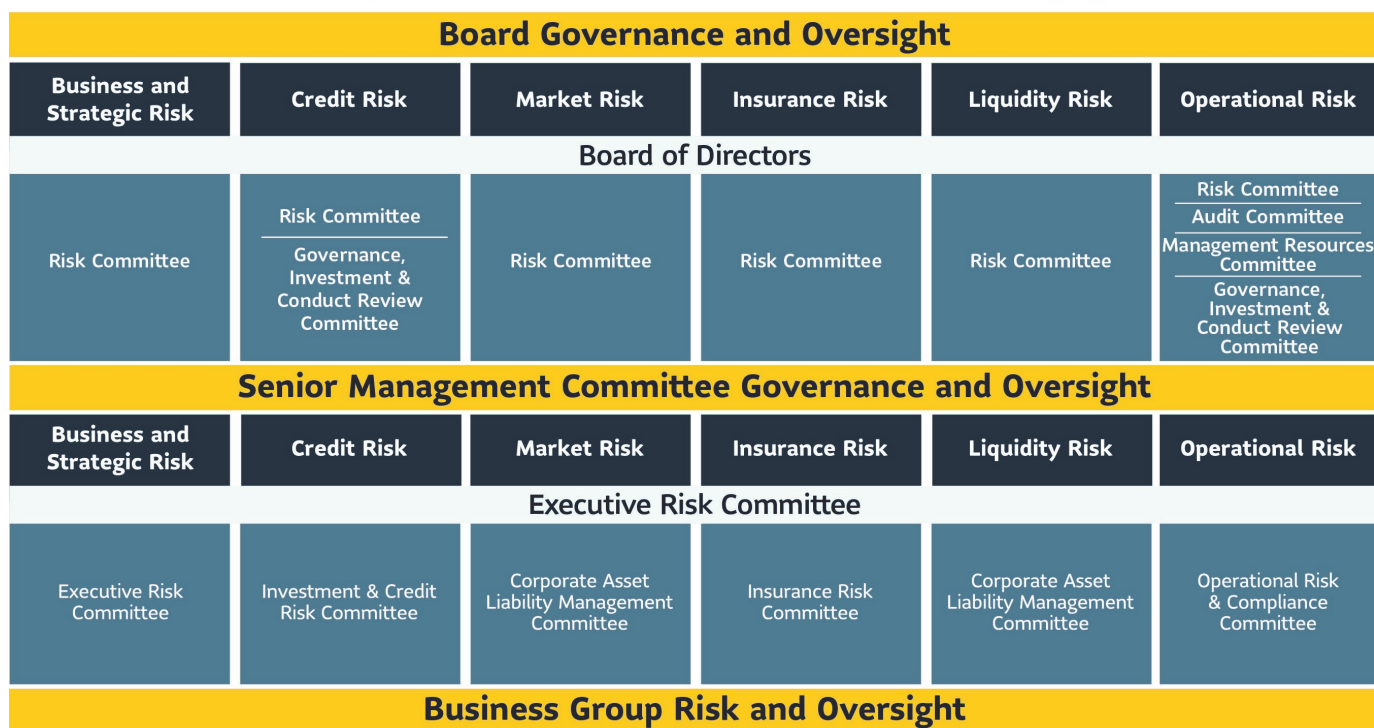 Board Governance and Oversight
Business and
Strategic Risk
Credit Risk
Market Risk
Insurance Risk
Liquidity Risk
Operational Risk
Board of Directors
Risk Committee
Risk Committee
Governance,
Investment &
Conduct Review
Committee
Risk Committee
Risk Committee
Risk Committee
Risk Committee
Audit Committee
Management Resources
Committee
Governance,
Investment &
Conduct Review
Committee
Senior Management Committee Governance and Oversight
Business and
Strategic Risk
Credit Risk
Market Risk
Insurance Risk
Liquidity Risk
Operational Risk
Executive Risk Committee
Executive Risk
Committee
Investment & Credit
Risk Committee
Corporate Asset
Liability Management
Committee
Insurance Risk
Committee
Corporate Asset
Liability Management
Committee
Operational Risk
& Compliance
Committee
Business Group Risk and Oversight